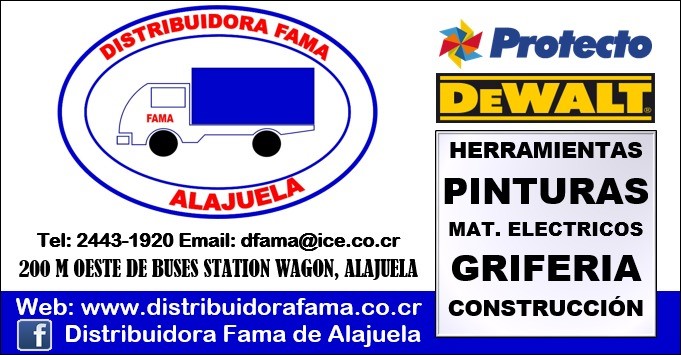 DISTRIBUIDORA FAMA
FAMA
ALAJUELA
Tel: 2443-1920 Email: dfama@ice.co.cr
200 M OESTE DE BUSES STATION WAGON, ALAJUELA
Web: www.distribuidorafama.co.cr
f Distribuidora Fama de Alajuela
Protecto
DEWALT®
HERRAMIENTAS
PINTURAS
MAT. ELECTRICOS
GRIFERIA
CONSTRUCCIÓN